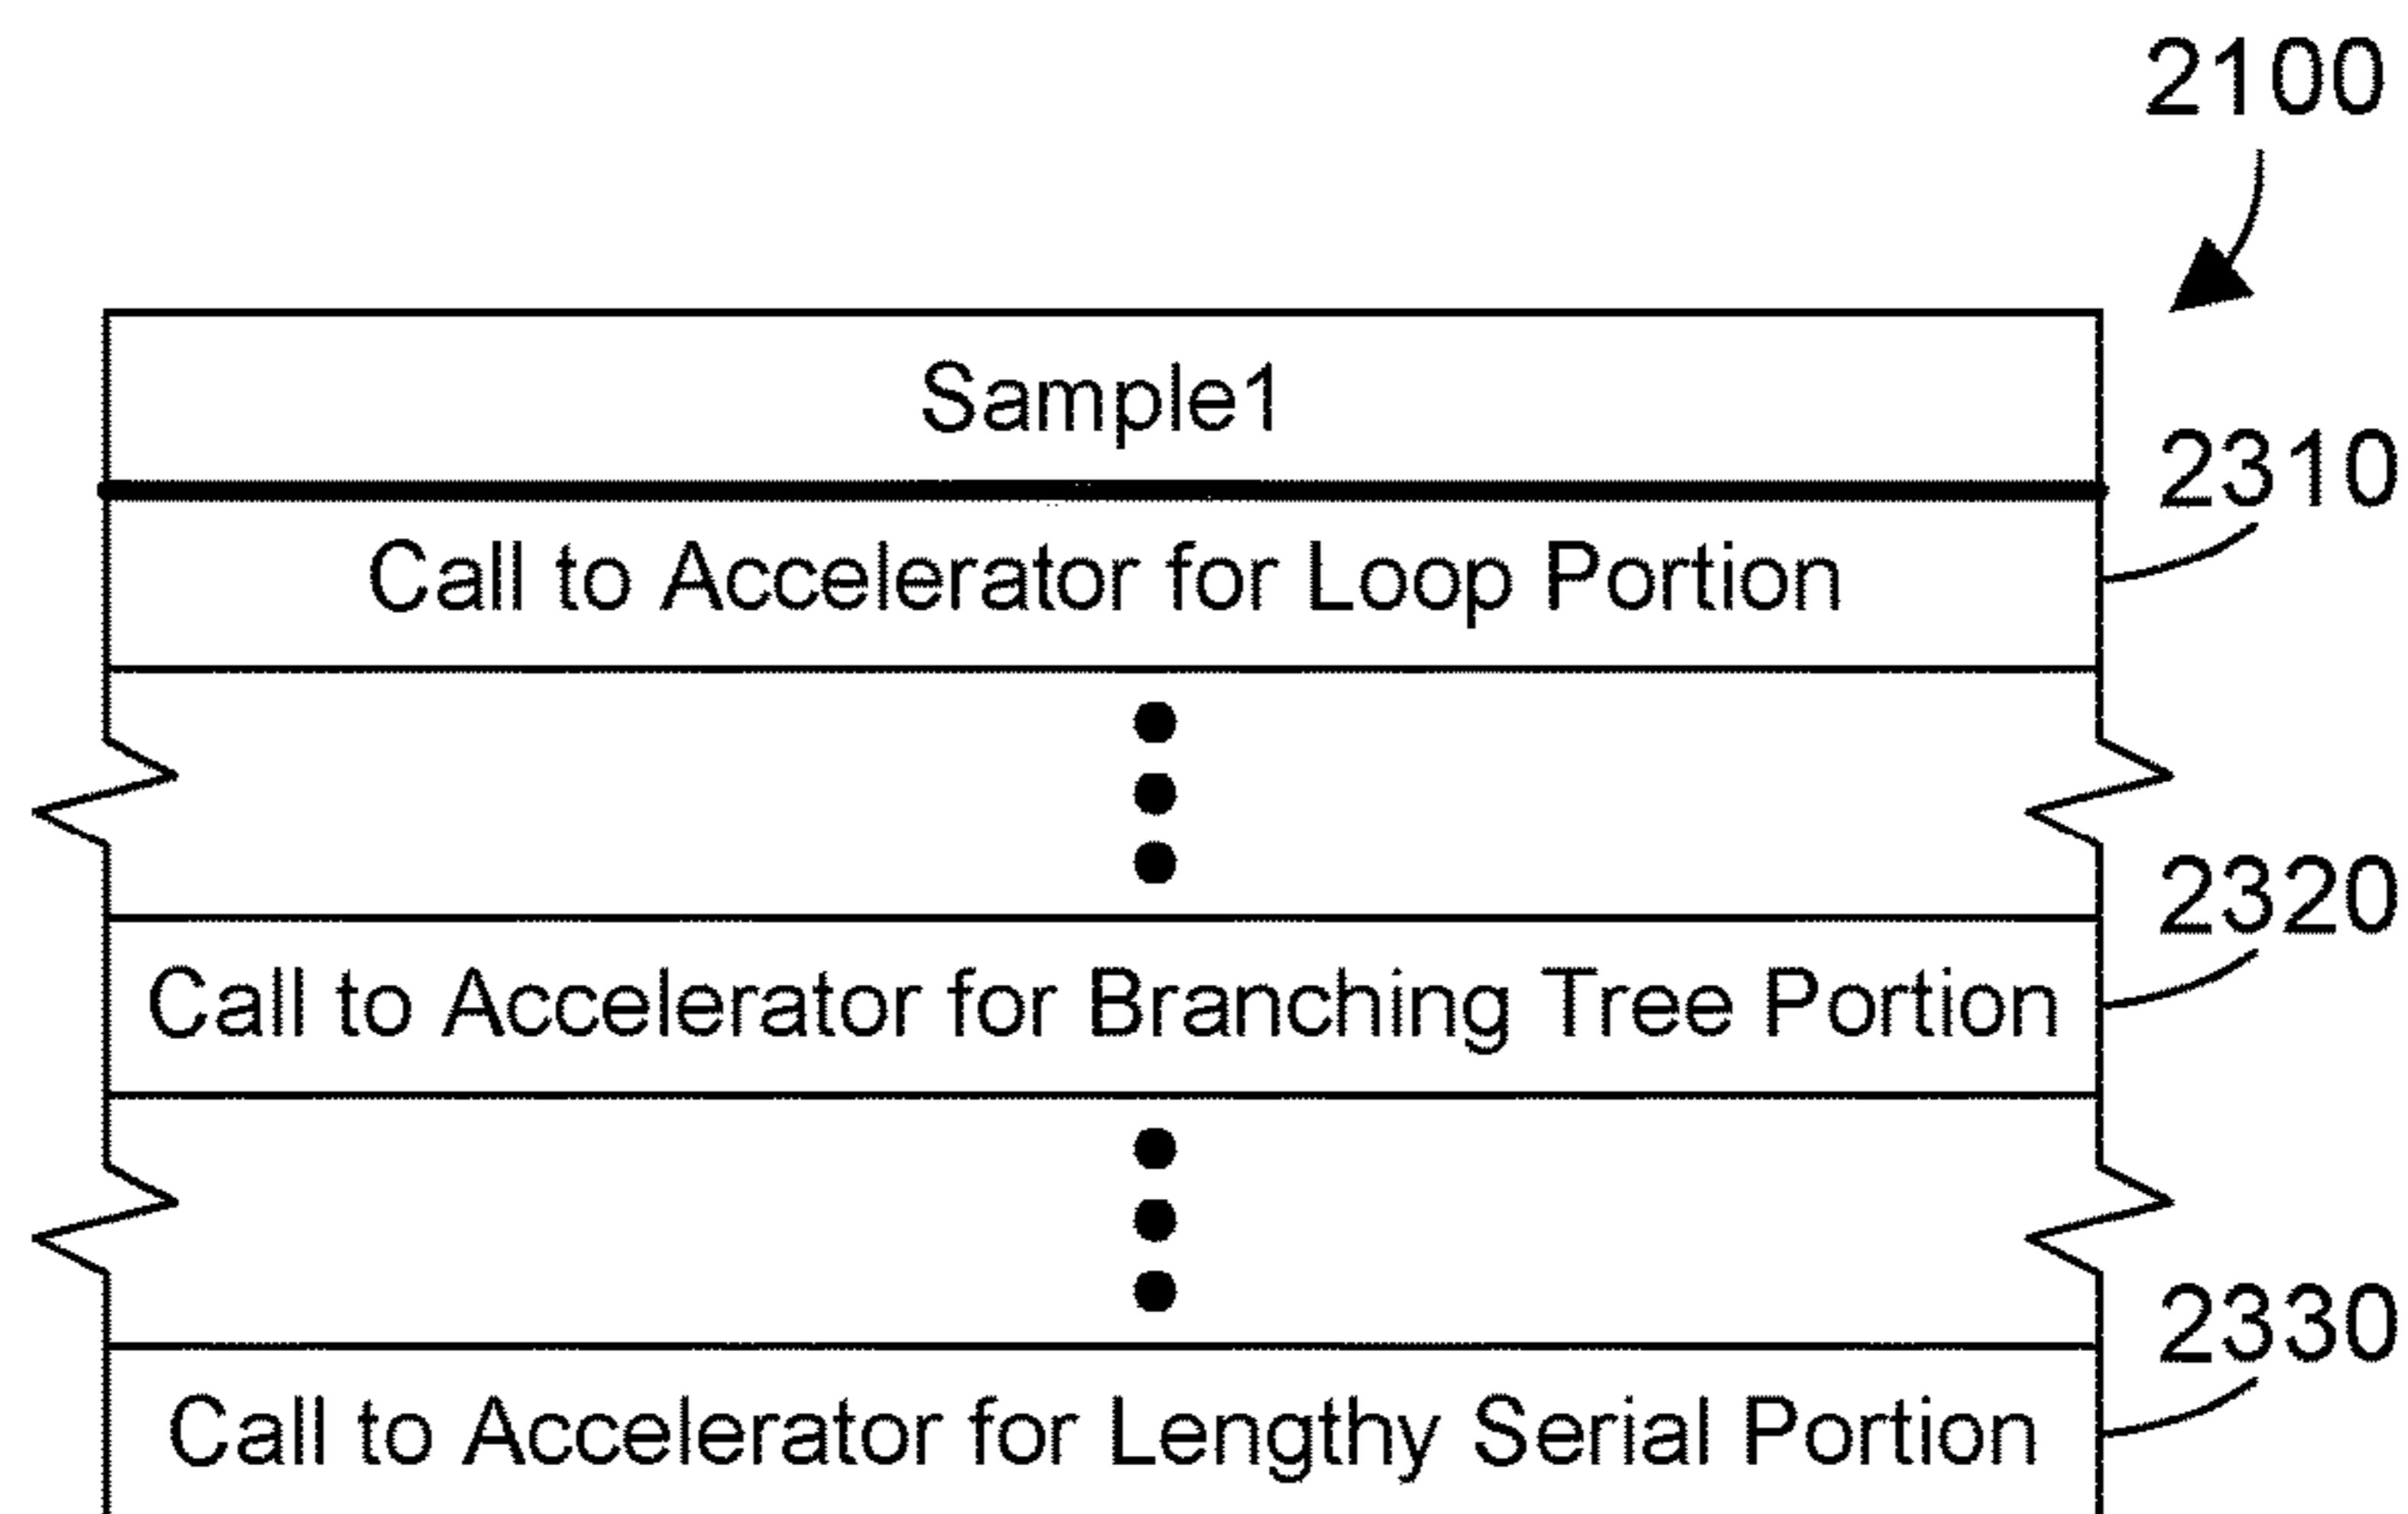 2100
Sample1
2310
Call to Accelerator for Loop Portion
2320
Call to Accelerator for Branching Tree Portion
2330
Call to Accelerator for Lengthy Serial Portion